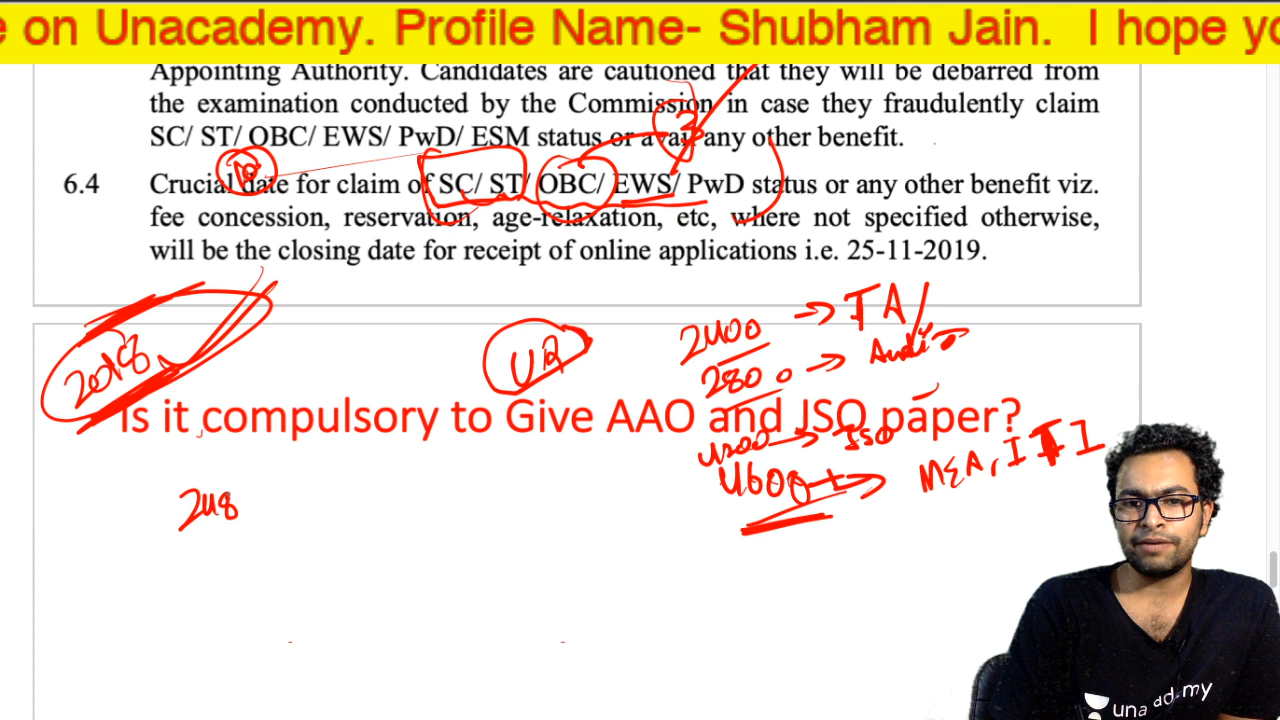 e on Unacademy. Profile Name- Shubham Jain. I hope yo
Appointing Authority. Candidates are cautioned that they will be debarred from
the examination conducted by the Commission in case they fraudulently claim
SC/ ST/ OBC/ EWS/ PwD/ ESM status or avail any other benefit.
3
6.4 Crucial date for claim of SC/ ST/ OBC/ EWS/ PwD status or any other benefit viz.
fee concession, reservation, age-relaxation, etc, where not specified otherwise,
will be the closing date for receipt of online applications i.e. 25-11-2019.
2018
UR
2400 → TA/
2800 →
Is it compulsory to Give AAO and JSO paper?
4200 → JSO
4600 → MEA,
248
unacademy